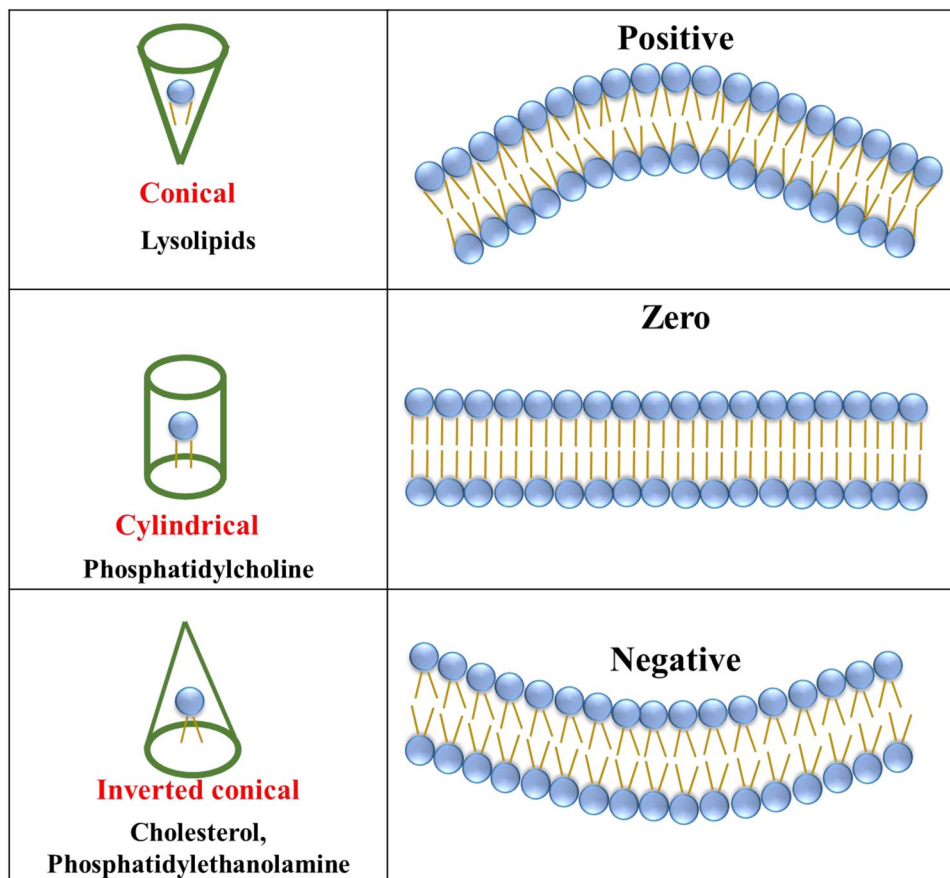 Conical
Lysolipids
Positive
Cylindrical
Phosphatidylcholine
Zero
Inverted conical
Cholesterol,
Phosphatidylethanolamine
Negative